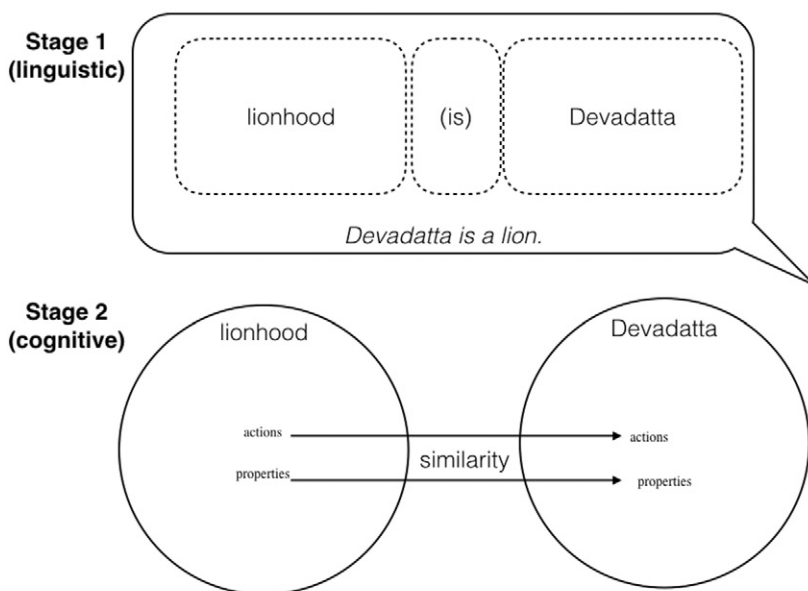 Stage 1
(linguistic)
lionhood
(is)
Devadatta
Devadatta is a lion.
Stage 2
(cognitive)
lionhood
Devadatta
actions
actions
similarity
properties
properties